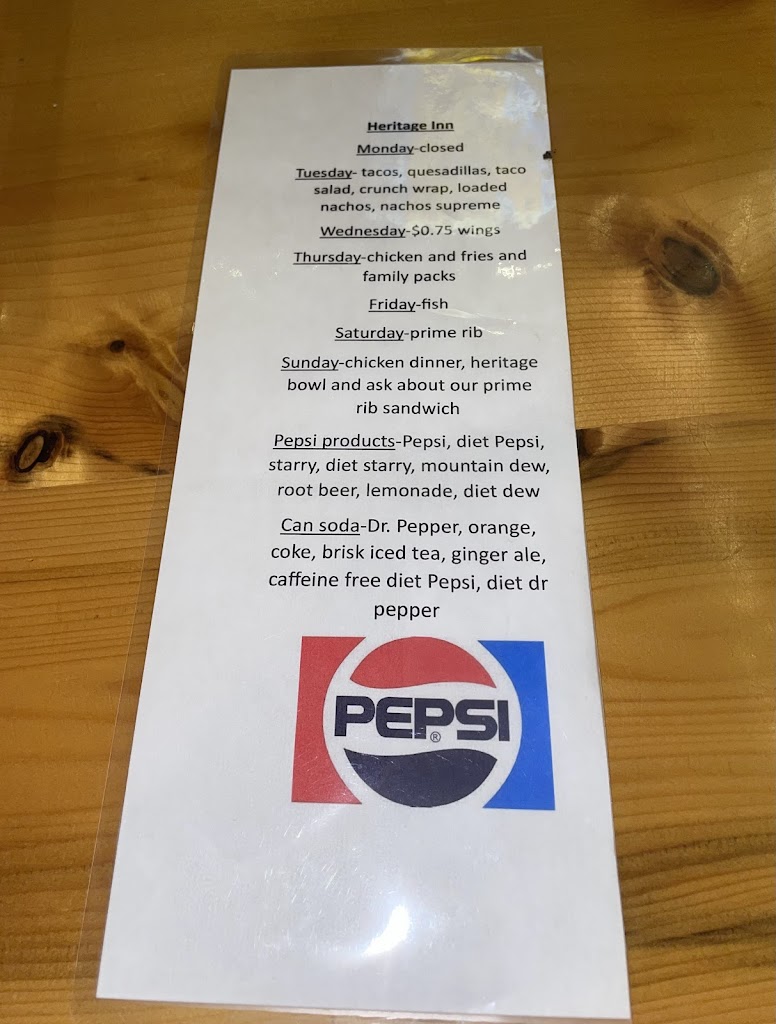 Heritage Inn
Monday-closed
Tuesday- tacos, quesadillas, taco
salad, crunch wrap, loaded
nachos, nachos supreme
Wednesday-$0.75 wings
Thursday-chicken and fries and
family packs
Friday-fish
Saturday-prime rib
Sunday-chicken dinner, heritage
bowl and ask about our prime
rib sandwich
Pepsi products-Pepsi, diet Pepsi,
starry, diet starry, mountain dew,
root beer, lemonade, diet dew
Can soda-Dr. Pepper, orange,
coke, brisk iced tea, ginger ale,
caffeine free diet Pepsi, diet dr
pepper
PEPSI®